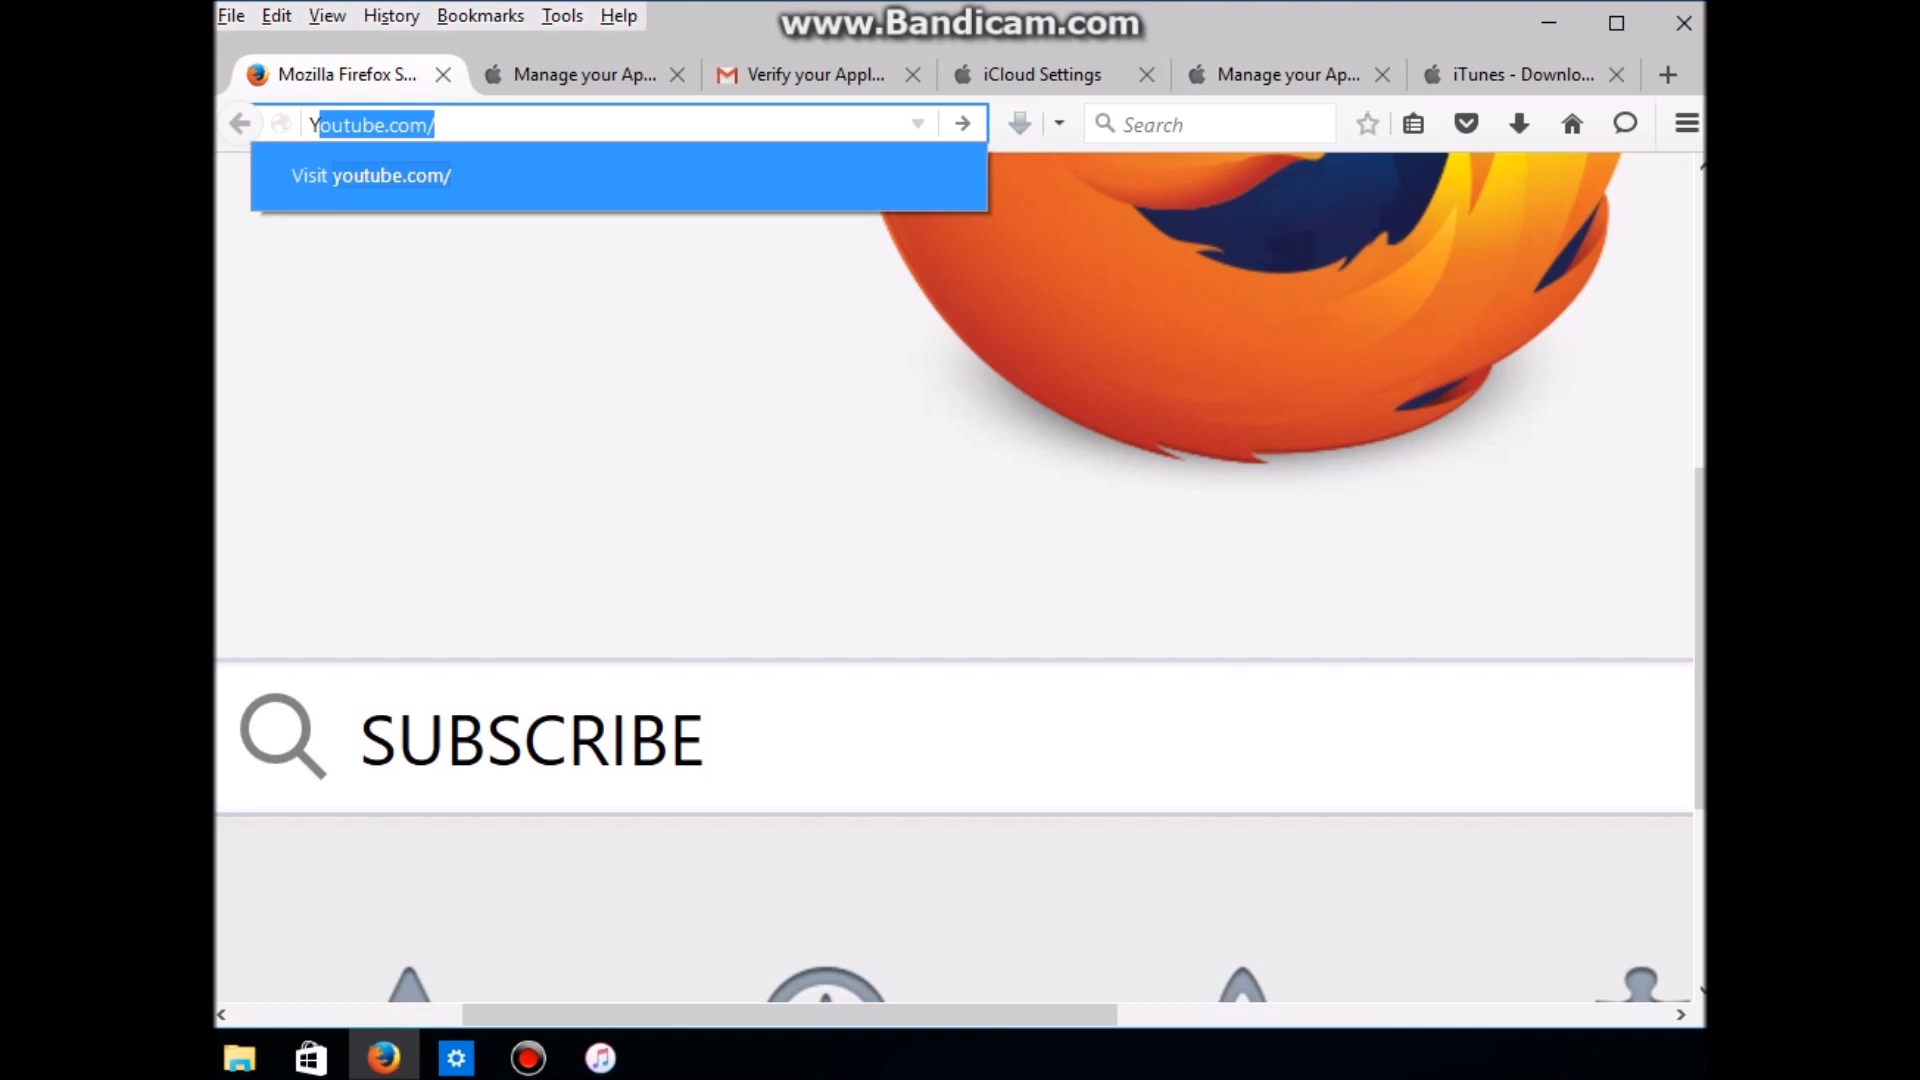 File Edit View History Bookmarks Tools Help
www.Bandicam.com
Mozilla Firefox S... Manage your Ap... Verify your Appl... iCloud Settings Manage your Ap... iTunes - Downlo...
Youtube.com/ Search
Visit youtube.com/
SUBSCRIBE